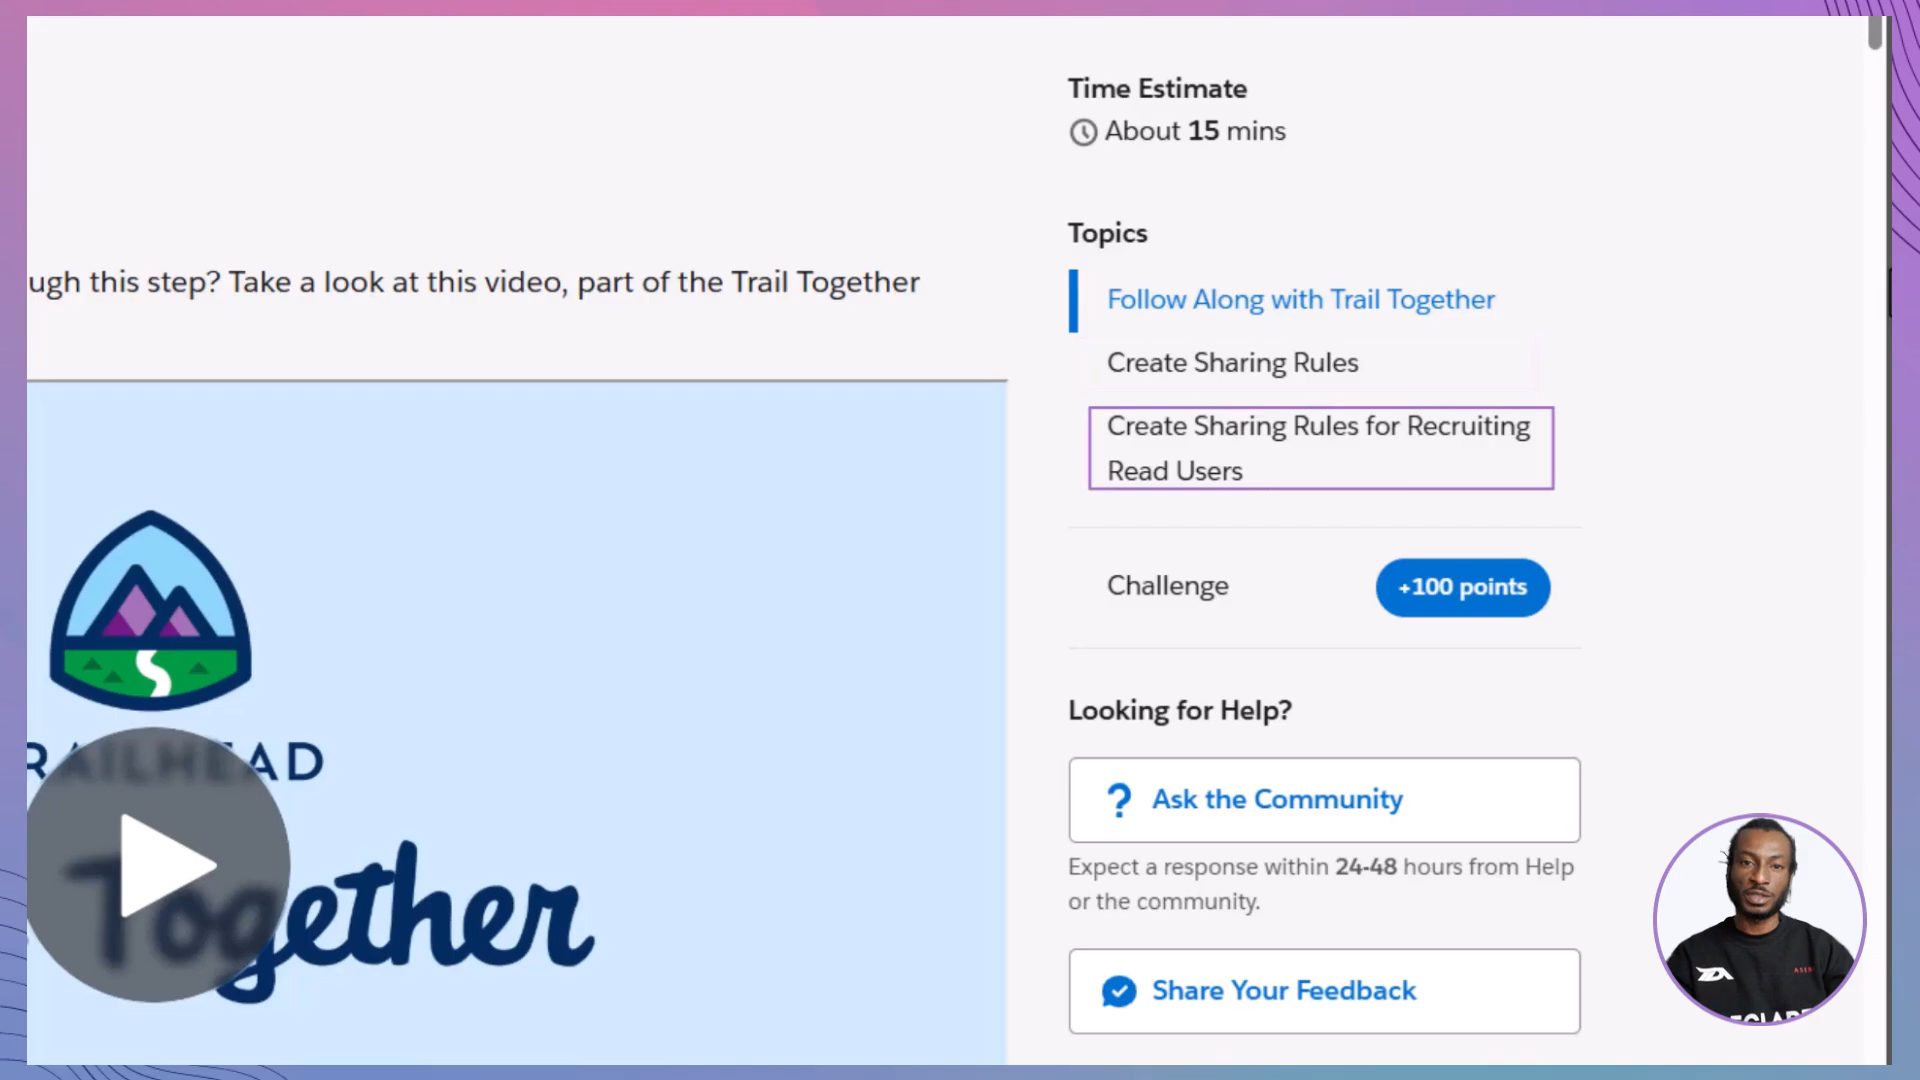 Time Estimate
About 15 mins
Topics
ugh this step? Take a look at this video, part of the Trail Together
Follow Along with Trail Together
Create Sharing Rules
Create Sharing Rules for Recruiting
Read Users
Challenge
+100 points
Looking for Help?
RAILHEAD
Together
? Ask the Community
Expect a response within 24-48 hours from Help
or the community.
Share Your Feedback